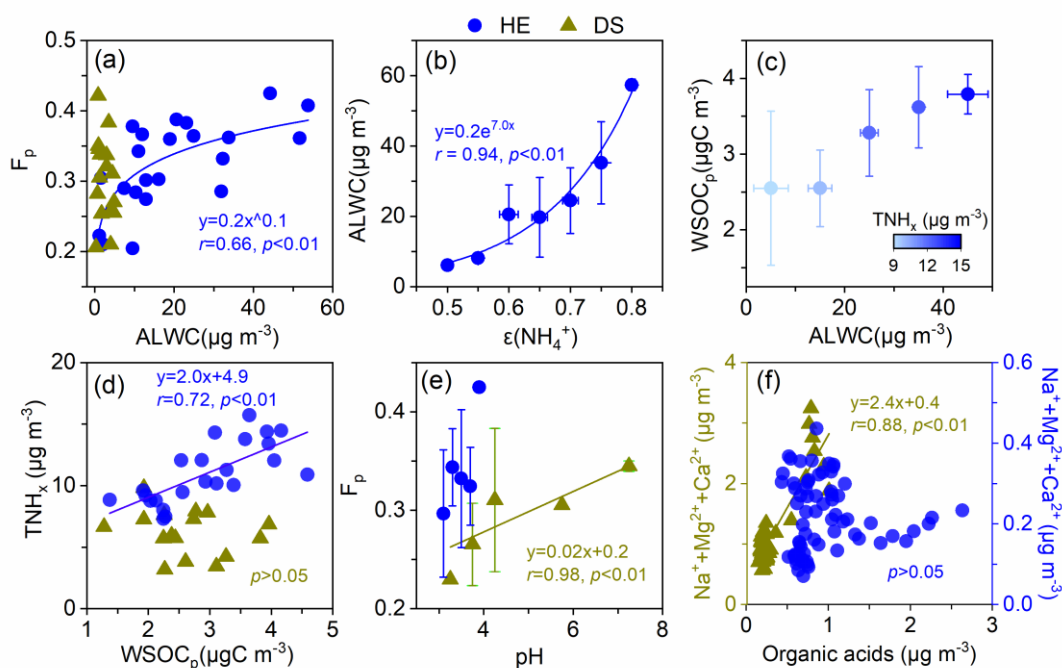 HE DS
(a)
0.5
0.4
0.3
0.2
F_p
y=0.2x^0.1
r=0.66, p<0.01
0 20 40 60
ALWC(μg m⁻³)
(b)
60
40
20
0
ALWC(μg m⁻³)
y=0.2e⁷·⁰ˣ
r = 0.94, p<0.01
0.5 0.6 0.7 0.8
ε(NH₄⁺)
(c)
4
3
2
WSOCₚ(μgC m⁻³)
TNHₓ (μg m⁻³)
9 12 15
0 20 40
ALWC(μg m⁻³)
(d)
20
10
0
TNHₓ (μg m⁻³)
y=2.0x+4.9
r=0.72, p<0.01
p>0.05
1 2 3 4 5
WSOCₚ(μgC m⁻³)
(e)
0.4
0.3
0.2
Fₚ
y=0.02x+0.2
r=0.98, p<0.01
4 6 8
pH
(f)
4
2
0
Na⁺+Mg²⁺+Ca²⁺ (μg m⁻³)
y=2.4x+0.4
r=0.88, p<0.01
p>0.05
0.6
0.4
0.2
0.0
Na⁺+Mg²⁺+Ca²⁺(μg m⁻³)
0 1 2 3
Organic acids (μg m⁻³)